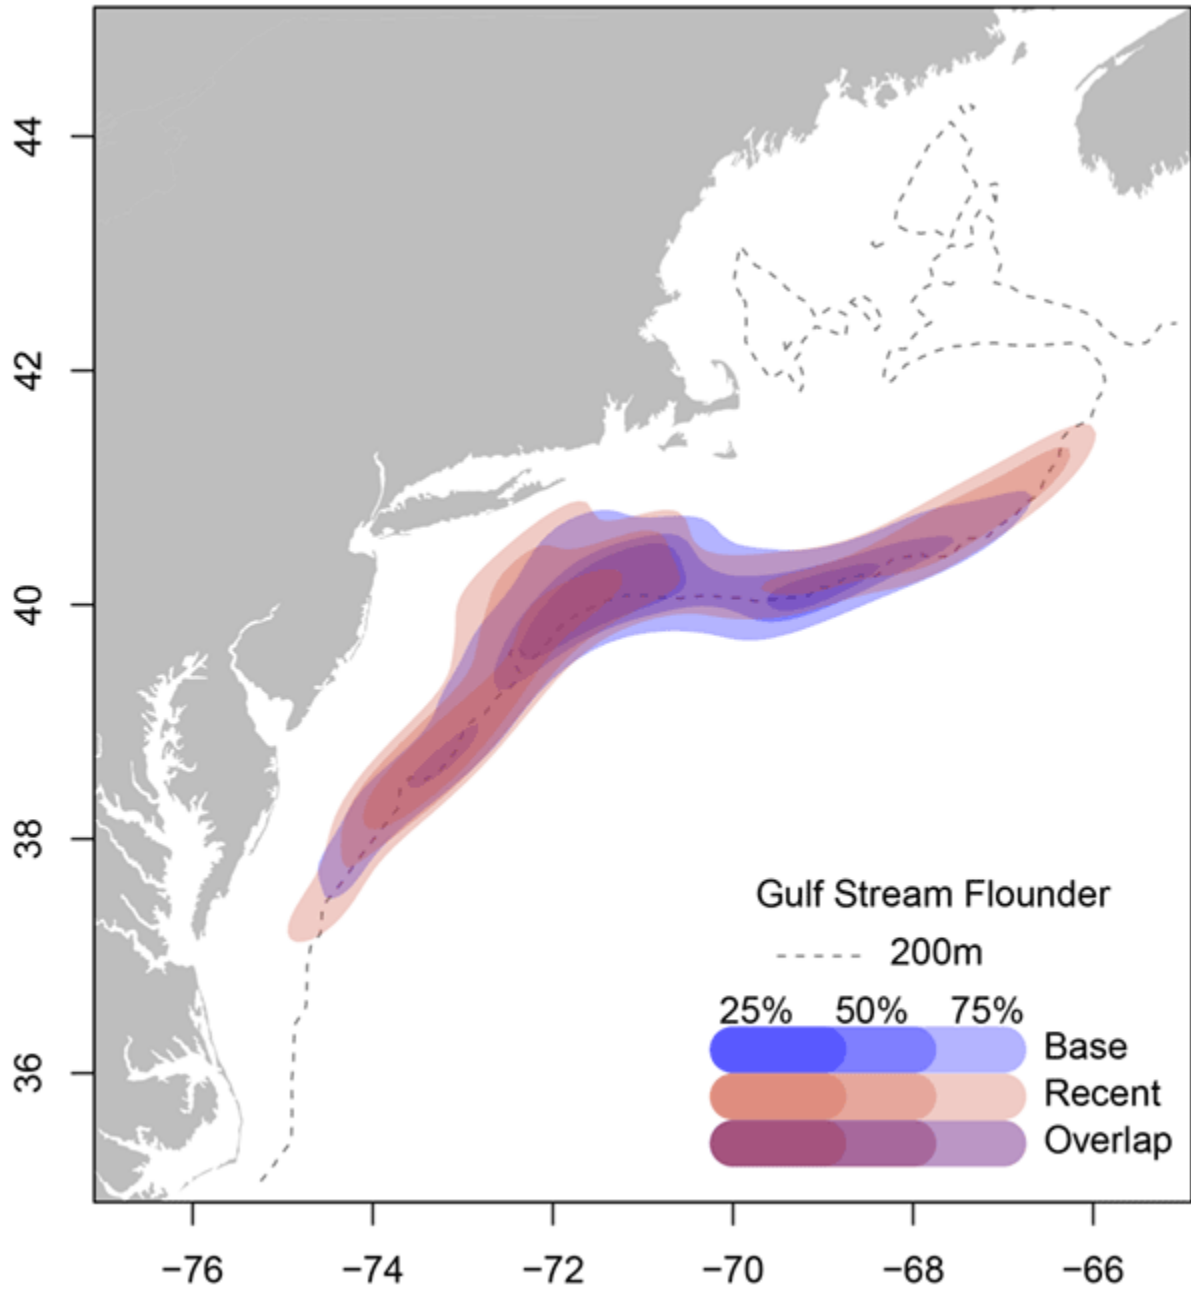 44
42
40
38
36
Gulf Stream Flounder
200m
25% 50% 75%
Base
Recent
Overlap
−76 −74 −72 −70 −68 −66